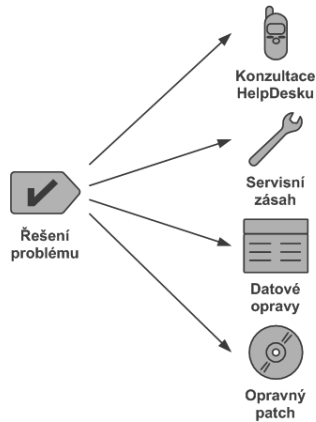 Konzultace
HelpDesku
Servisní
zásah
Řešení
problému
Datové
opravy
Opravný
patch